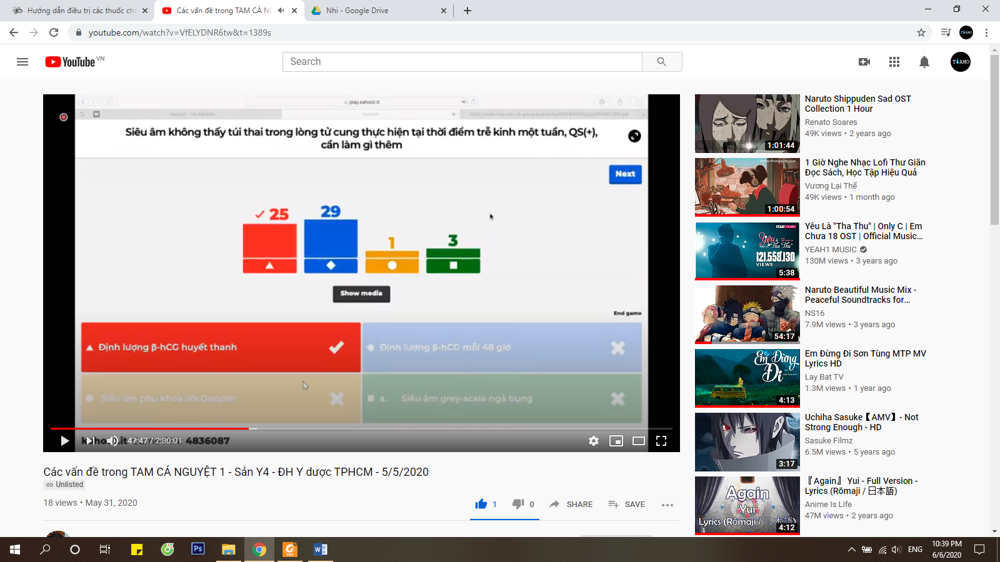 Hướng dẫn điều trị các thuốc ch
Các vấn đề trong TAM CÁ N
Nhi - Google Drive
youtube.com/watch?v=VfELYDNR6tw&t=1389s
YouTube VN
Search
TIAMO
play.kahoot.it
Kahoot! - My Kahoots
Kahoot!
Siêu âm không thấy túi thai trong lòng tử cung thực hiện tại thời điểm trễ kinh một tuần, QS(+),
cần làm gì thêm
Next
25
29
1
3
Show media
End game
Định lượng β-hCG huyết thanh
Định lượng β-hCG mỗi 48 giờ
Siêu âm phụ khoa với Doppler
a. Siêu âm grey-scale ngả bụng
kahoot.it
47:47 / 2:30:01
4836087
Các vấn đề trong TAM CÁ NGUYỆT 1 - Sản Y4 - ĐH Y dược TPHCM - 5/5/2020
Unlisted
18 views • May 31, 2020
1
0
SHARE
SAVE
1:01:44
Naruto Shippuden Sad OST
Collection 1 Hour
Renato Soares
49K views • 2 years ago
1:00:54
1 Giờ Nghe Nhạc Lofi Thư Giãn
Đọc Sách, Học Tập Hiệu Quả
Vương Lại Thế
49K views • 1 month ago
YEAH! MUSIC
Yêu là "Tha Thu"
121.558.130
VIEWS
5:38
Yêu Là "Tha Thu" | Only C | Em
Chưa 18 OST | Official Music...
YEAH1 MUSIC
130M views • 3 years ago
54:17
Naruto Beautiful Music Mix -
Peaceful Soundtracks for...
NS16
7.9M views • 3 years ago
Em Đừng
Đi
4:13
Em Đừng Đi Sơn Tùng MTP MV
Lyrics HD
Lay Bat TV
1.3M views • 1 year ago
3:17
Uchiha Sasuke【AMV】- Not
Strong Enough - HD
Sasuke Filmz
6.5M views • 5 years ago
Again
Yui
Lyrics (Rōmaji / 日本語)
4:12
『Again』 Yui - Full Version -
Lyrics (Rōmaji / 日本語)
Anime Is Life
47M views • 2 years ago
Ps
PDF
ENG
10:39 PM
6/6/2020